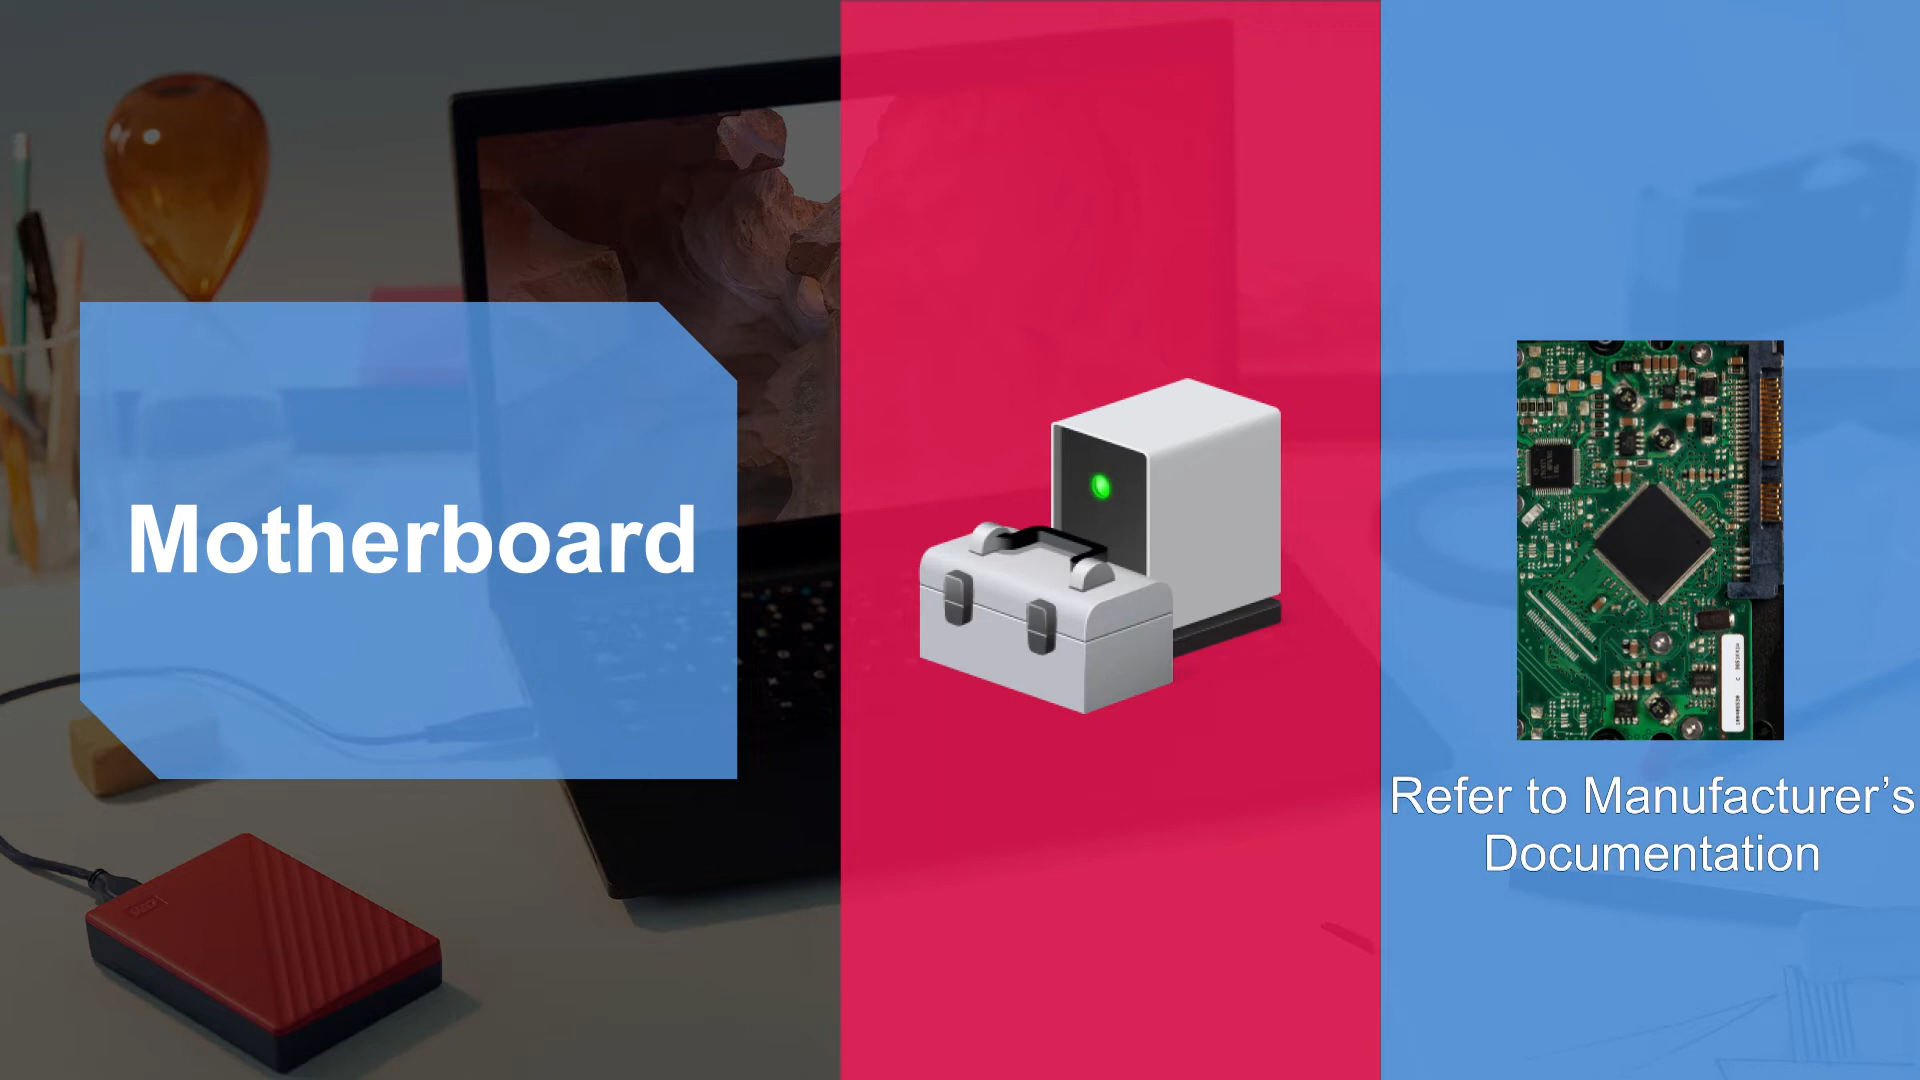 Motherboard
Refer to Manufacturer’s
Documentation